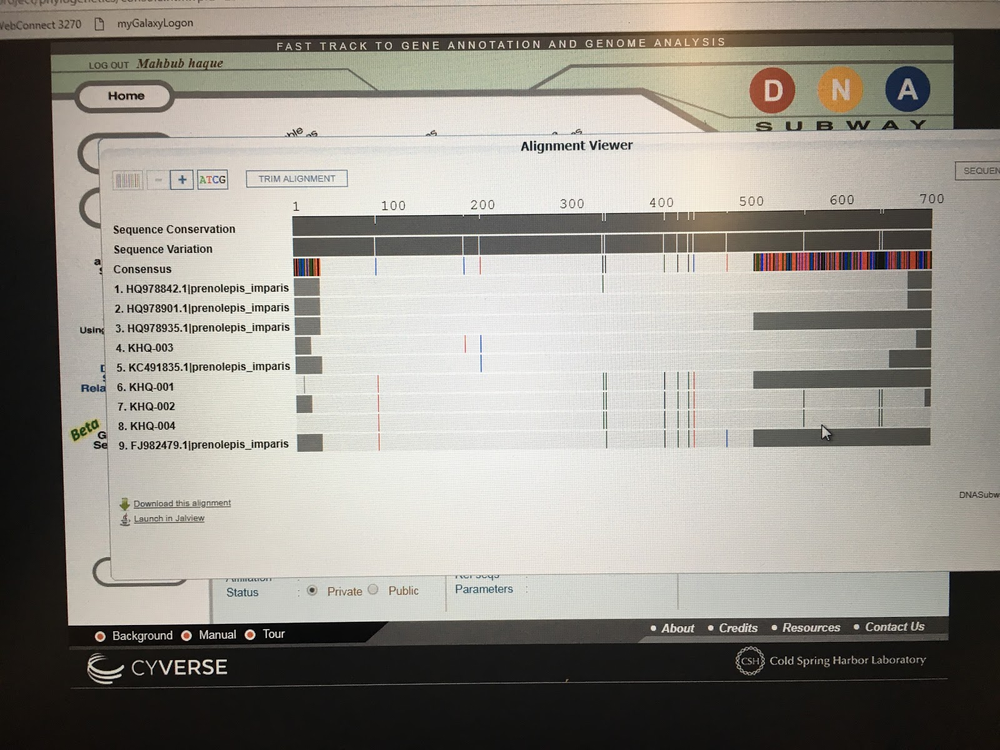 WebConnect 3270 myGalaxyLogon
FAST TRACK TO GENE ANNOTATION AND GENOME ANALYSIS
LOG OUT Mahbub haque
Home
D N A
SUBWAY
Alignment Viewer
- + ATCG TRIM ALIGNMENT SEQUEN
1 100 200 300 400 500 600 700
Sequence Conservation
Sequence Variation
Consensus
1. HQ978842.1|prenolepis_imparis
2. HQ978901.1|prenolepis_imparis
3. HQ978935.1|prenolepis_imparis
Using
4. KHQ-003
5. KC491835.1|prenolepis_imparis
Rela
6. KHQ-001
7. KHQ-002
Beta
8. KHQ-004
G
Se
9. FJ982479.1|prenolepis_imparis
Download this alignment
DNASubw
Launch in Jalview
Status : Private Public
Parameters :
Background Manual Tour
• About • Credits • Resources • Contact Us
CYVERSE
CSH Cold Spring Harbor Laboratory